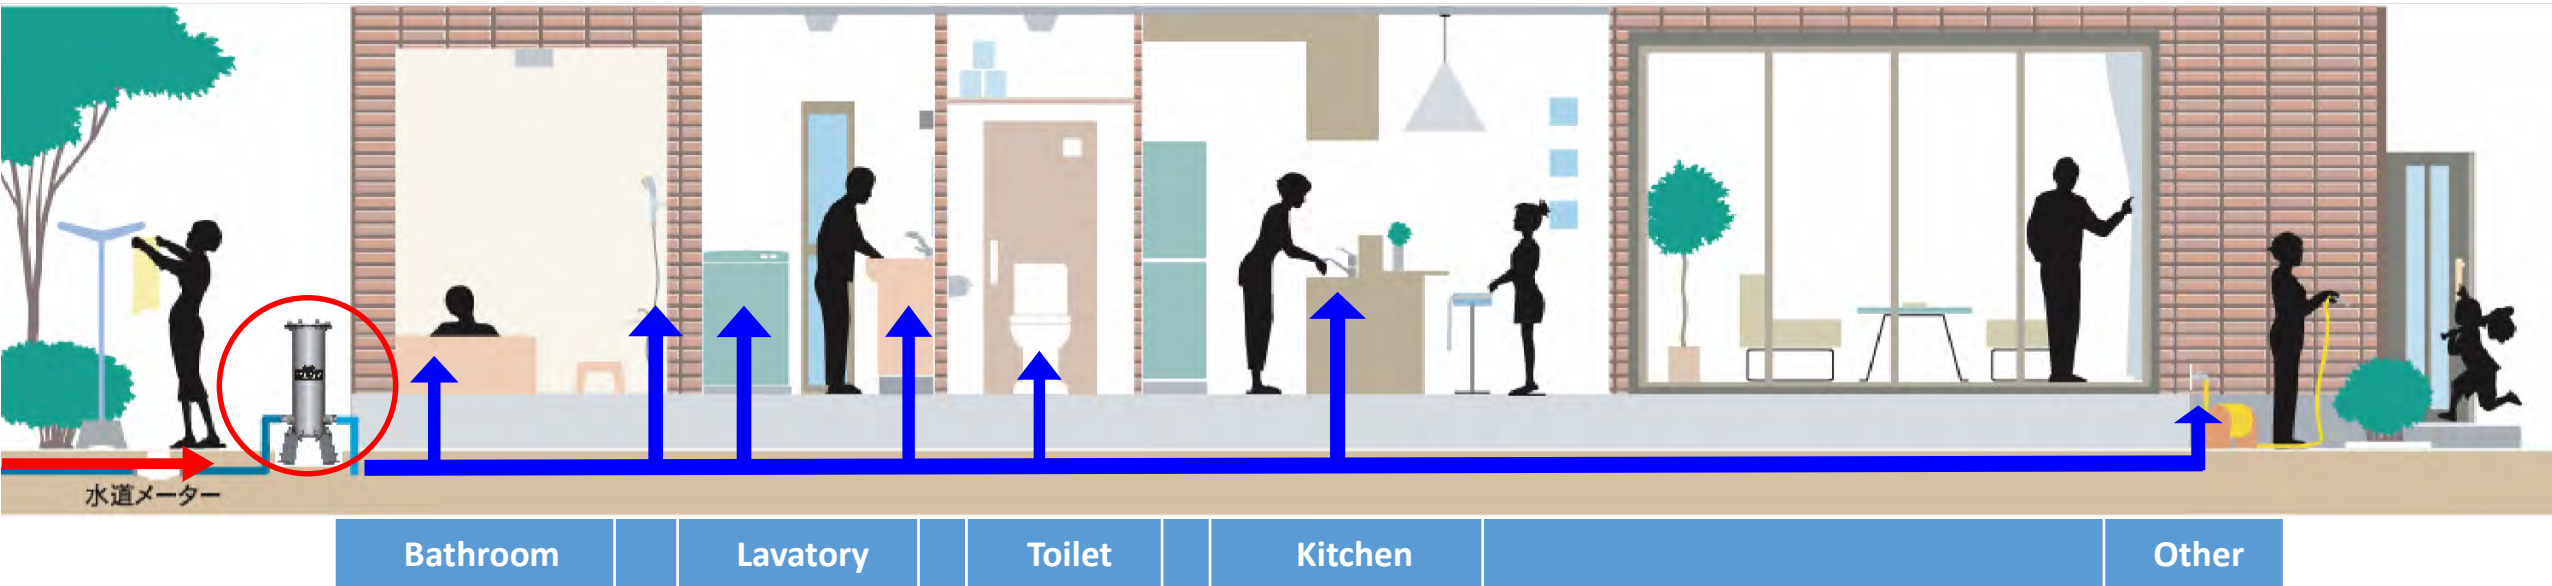 水道メーター
Bathroom
Lavatory
Toilet
Kitchen
Other